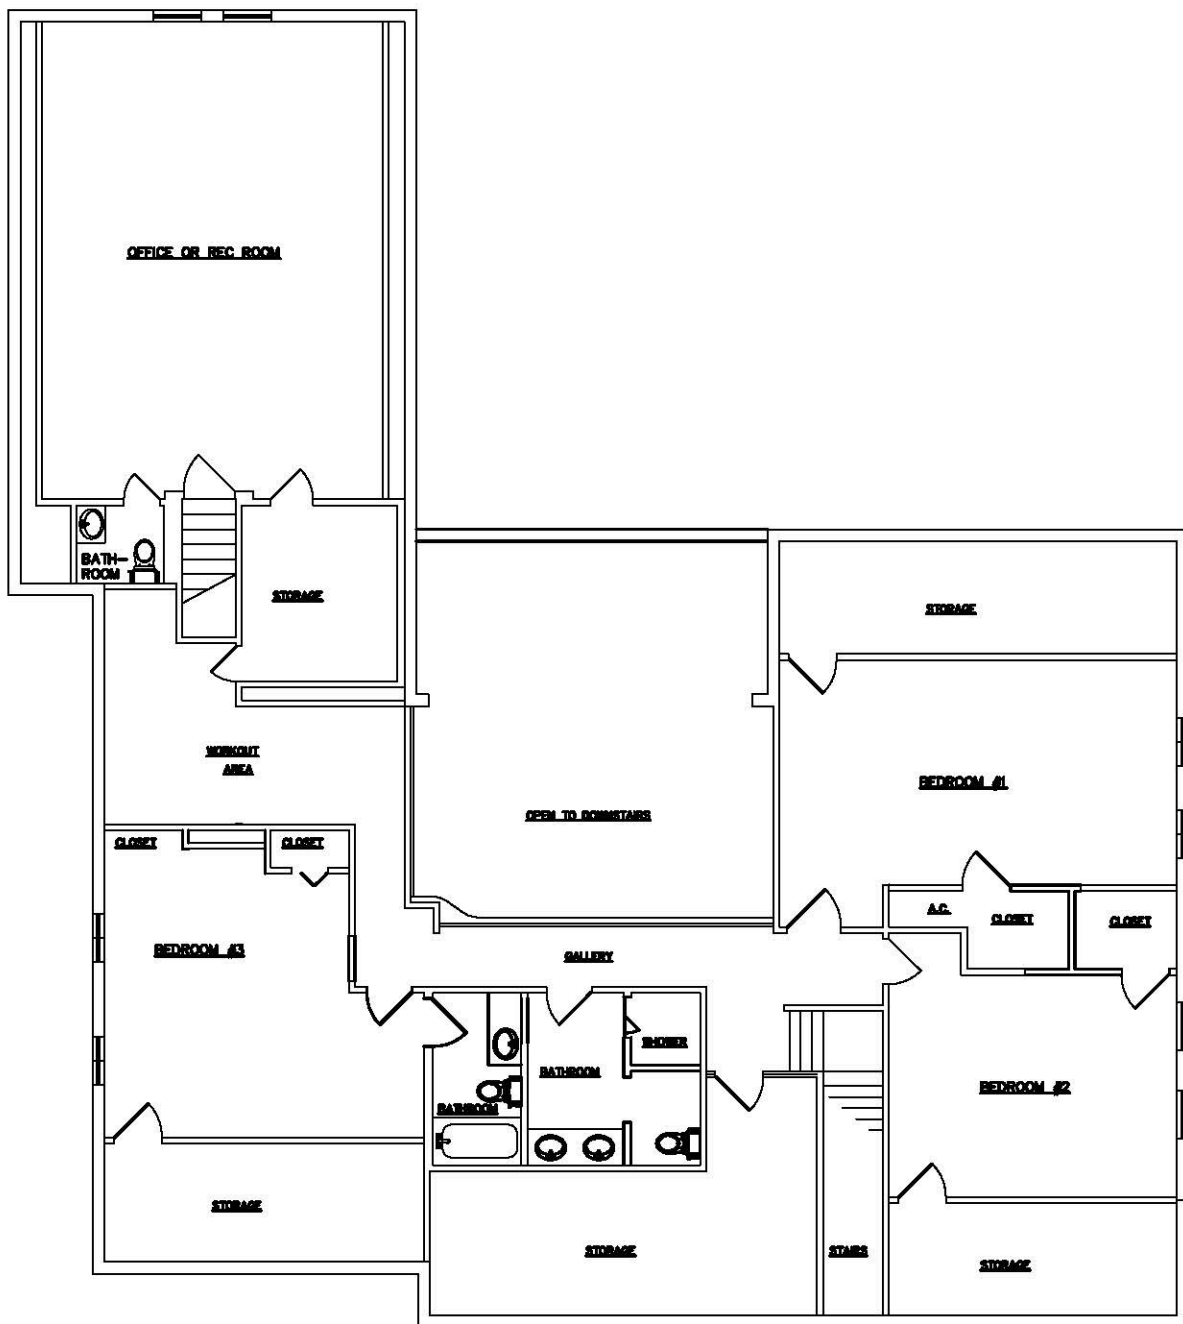 OFFICE OR REC ROOM
BATH-
ROOM
STORAGE
STORAGE
WORKOUT
AREA
BEDROOM #1
OPEN TO DOWNSTAIRS
CLOSET
CLOSET
A.C.
CLOSET
CLOSET
BEDROOM #3
GALLERY
SHOWER
BATHROOM
BEDROOM #2
BATHROOM
STORAGE
STORAGE
STAIRS
STORAGE